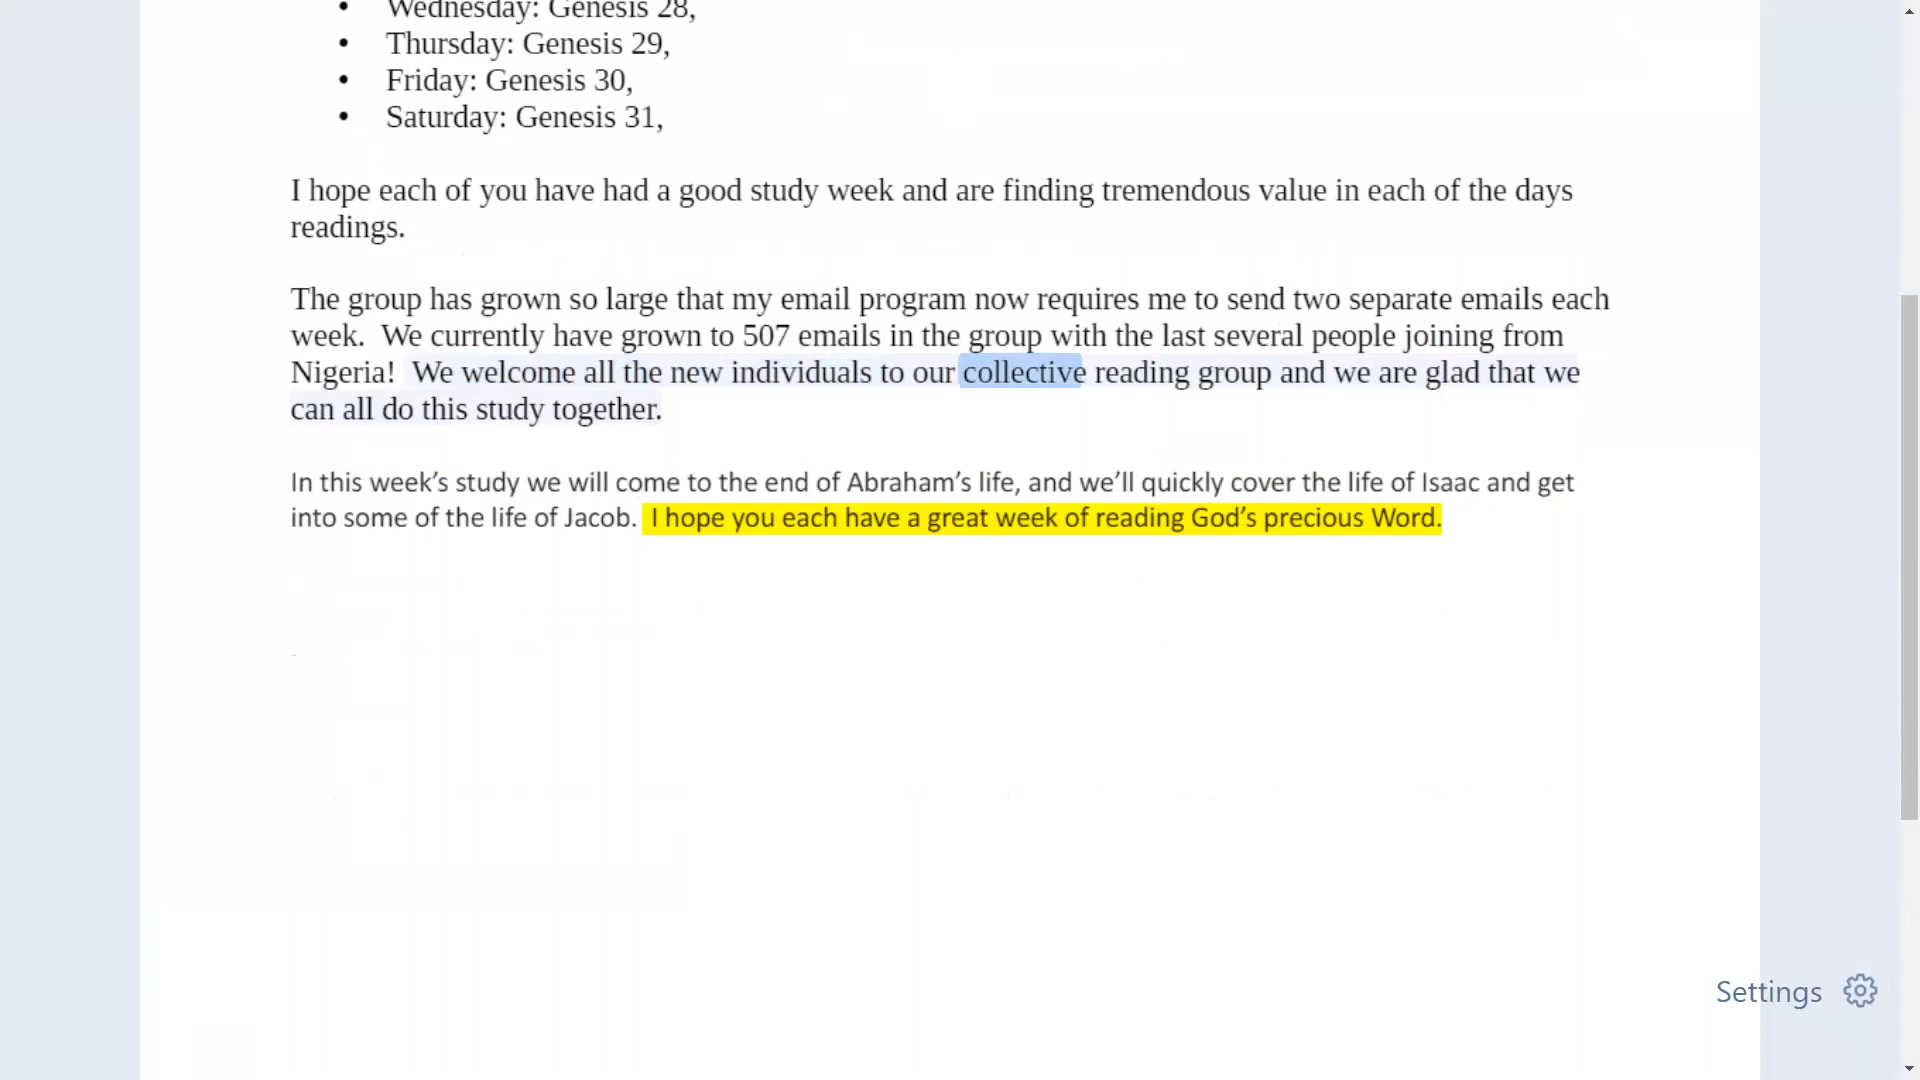 • Wednesday: Genesis 28,
• Thursday: Genesis 29,
• Friday: Genesis 30,
• Saturday: Genesis 31,
I hope each of you have had a good study week and are finding tremendous value in each of the days
readings.
The group has grown so large that my email program now requires me to send two separate emails each
week.  We currently have grown to 507 emails in the group with the last several people joining from
Nigeria!  We welcome all the new individuals to our collective reading group and we are glad that we
can all do this study together.
In this week’s study we will come to the end of Abraham’s life, and we’ll quickly cover the life of Isaac and get
into some of the life of Jacob.  I hope you each have a great week of reading God’s precious Word.
Settings